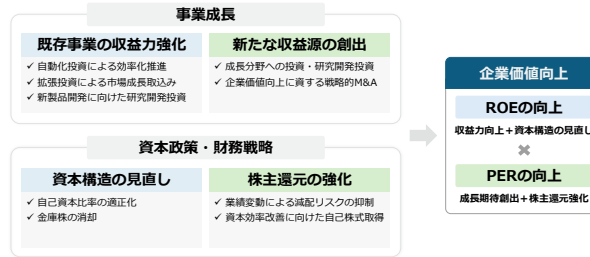 事業成長
既存事業の収益力強化
✓ 自動化投資による効率化推進
✓ 拡張投資による市場成長取込み
✓ 新製品開発に向けた研究開発投資
新たな収益源の創出
✓ 成長分野への投資・研究開発投資
✓ 企業価値向上に資する戦略的M&A
資本政策・財務戦略
資本構造の見直し
✓ 自己資本比率の適正化
✓ 金庫株の消却
株主還元の強化
✓ 業績変動による減配リスクの抑制
✓ 資本効率改善に向けた自己株式取得
企業価値向上
ROEの向上
収益力向上＋資本構造の見直し
✖
PERの向上
成長期待創出＋株主還元強化